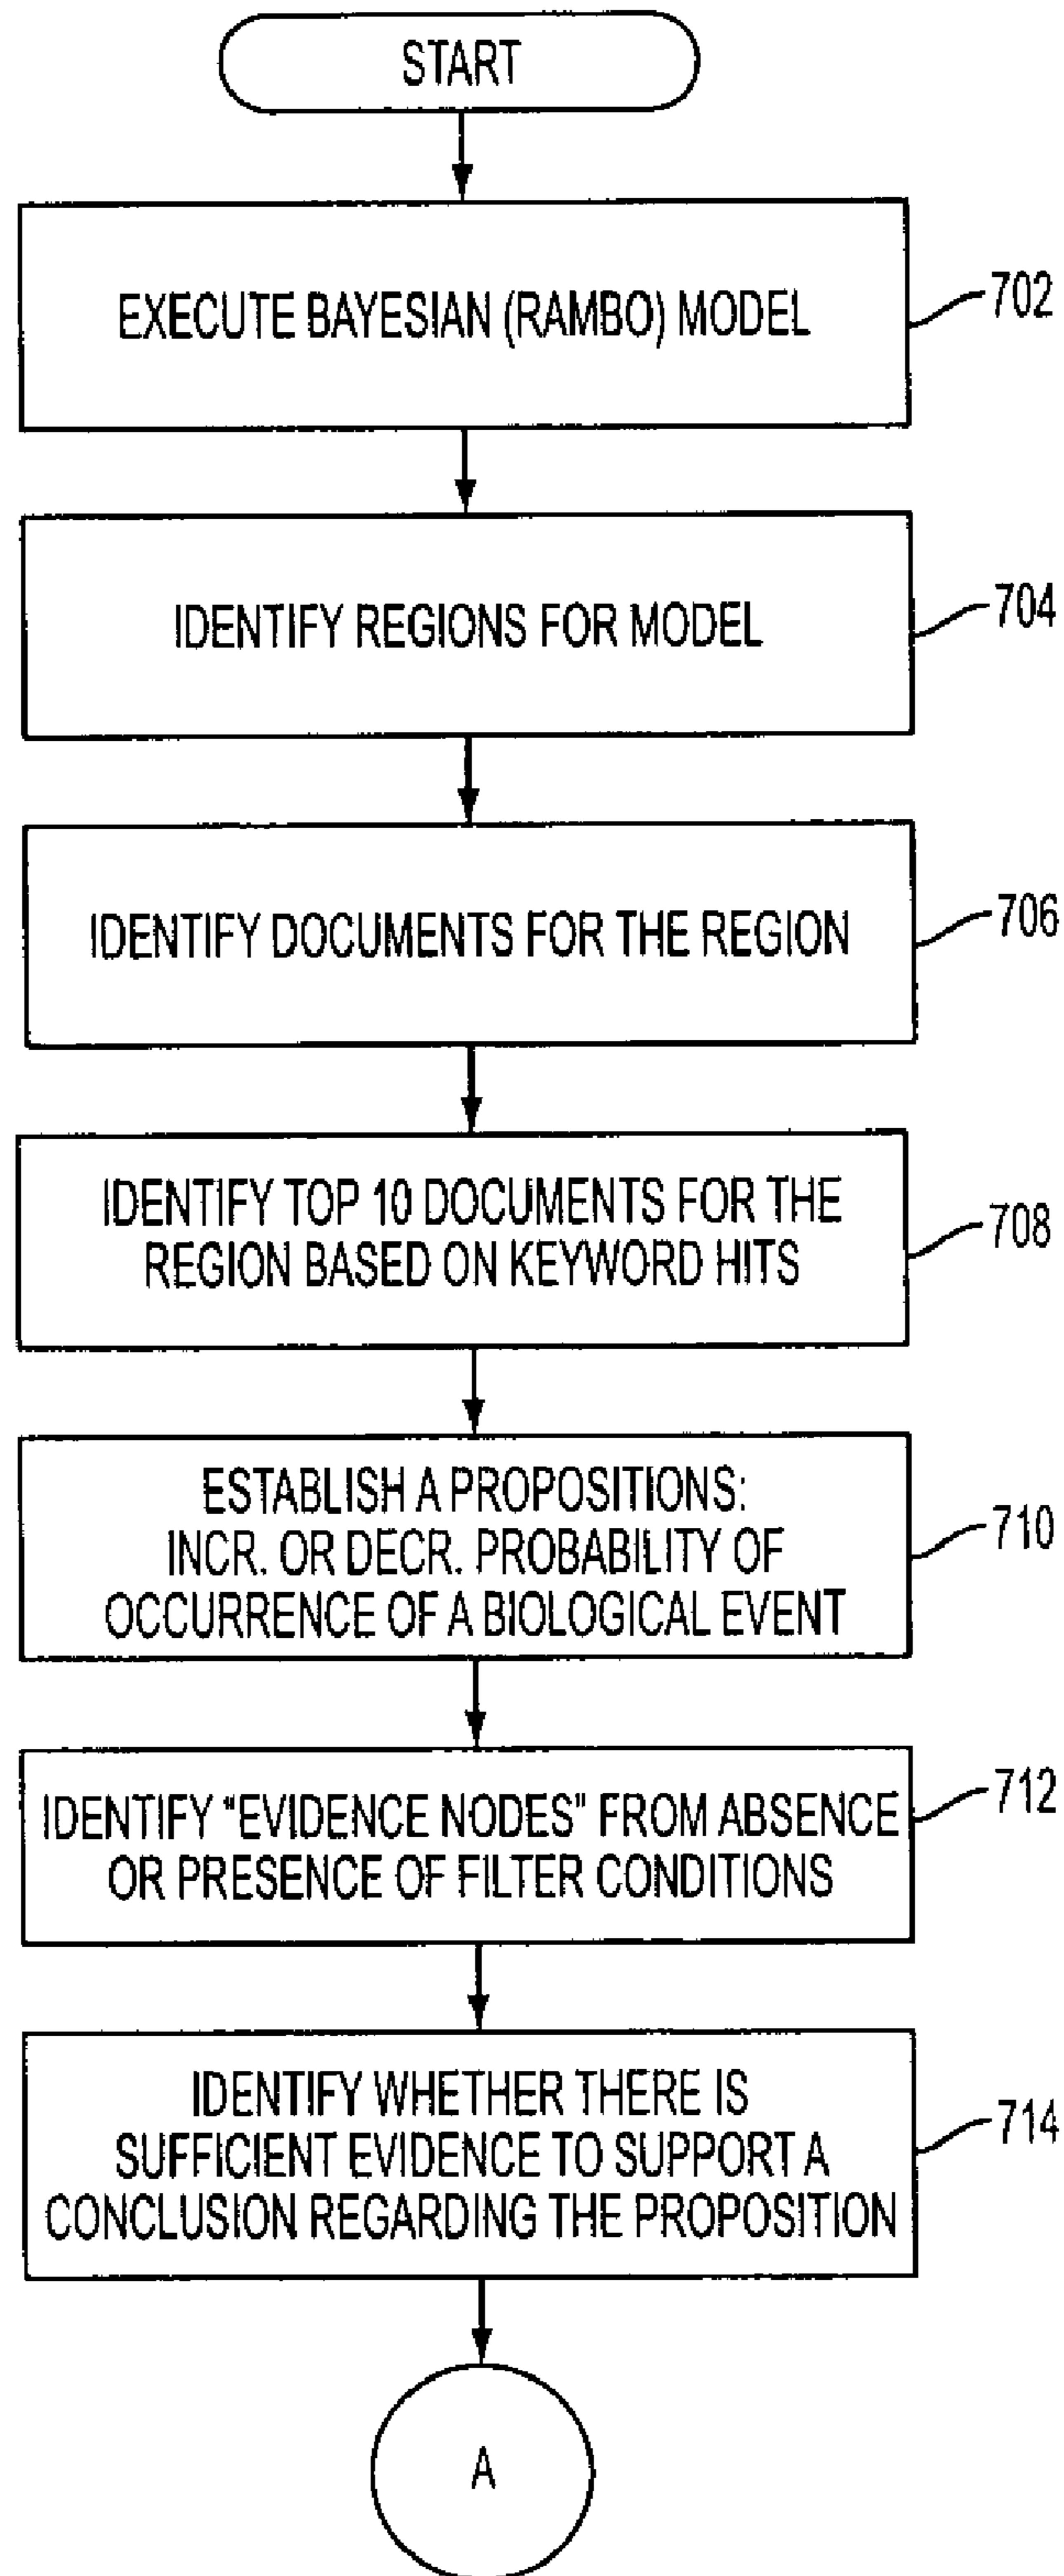 START
EXECUTE BAYESIAN (RAMBO) MODEL
702
IDENTIFY REGIONS FOR MODEL
704
IDENTIFY DOCUMENTS FOR THE REGION
706
IDENTIFY TOP 10 DOCUMENTS FOR THE
REGION BASED ON KEYWORD HITS
708
ESTABLISH A PROPOSITIONS:
INCR. OR DECR. PROBABILITY OF
OCCURRENCE OF A BIOLOGICAL EVENT
710
IDENTIFY "EVIDENCE NODES" FROM ABSENCE
OR PRESENCE OF FILTER CONDITIONS
712
IDENTIFY WHETHER THERE IS
SUFFICIENT EVIDENCE TO SUPPORT A
CONCLUSION REGARDING THE PROPOSITION
714
A